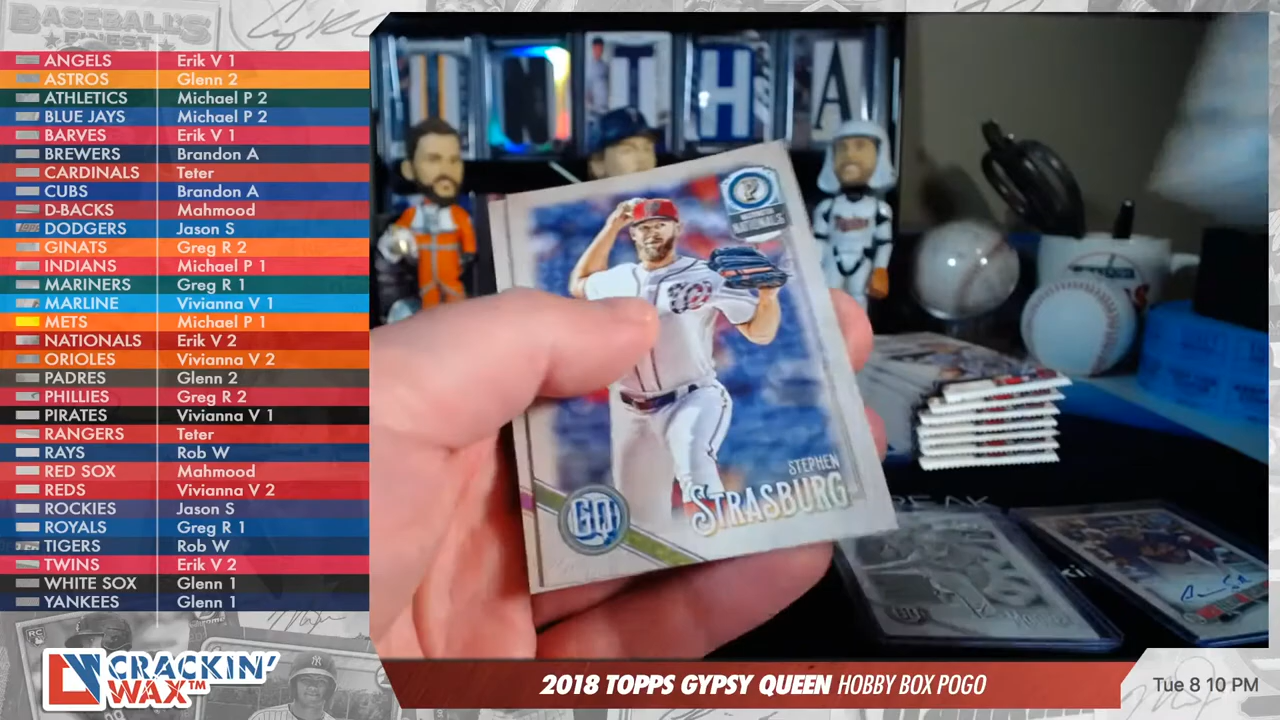 BASEBALL'S
FINEST
ANGELS Erik V 1
ASTROS Glenn 2
ATHLETICS Michael P 2
BLUE JAYS Michael P 2
BARVES Erik V 1
BREWERS Brandon A
CARDINALS Teter
CUBS Brandon A
D-BACKS Mahmood
DODGERS Jason S
GINATS Greg R 2
INDIANS Michael P 1
MARINERS Greg R 1
MARLINE Vivianna V 1
METS Michael P 1
NATIONALS Erik V 2
ORIOLES Vivianna V 2
PADRES Glenn 2
PHILLIES Greg R 2
PIRATES Vivianna V 1
RANGERS Teter
RAYS Rob W
RED SOX Mahmood
REDS Vivianna V 2
ROCKIES Jason S
ROYALS Greg R 1
TIGERS Rob W
TWINS Erik V 2
WHITE SOX Glenn 1
YANKEES Glenn 1
RC
CRACKIN'
WAX™
THA
P
NATIONALS
W
STEPHEN
STRASBURG
GQ
2018 TOPPS GYPSY QUEEN HOBBY BOX POGO
Tue 8 10 PM